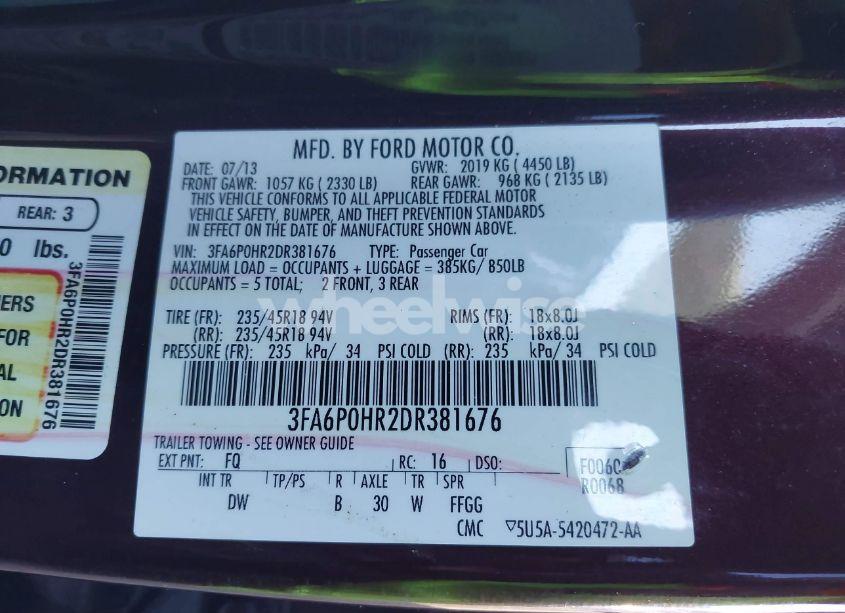 ORMATION
REAR: 3
0 lbs.
3FA6P0HR2DR381676
ERS
FOR
AL
ON
MFD. BY FORD MOTOR CO.
DATE: 07/13 GVWR: 2019 KG ( 4450 LB)
FRONT GAWR: 1057 KG ( 2330 LB) REAR GAWR: 968 KG ( 2135 LB)
THIS VEHICLE CONFORMS TO ALL APPLICABLE FEDERAL MOTOR
VEHICLE SAFETY, BUMPER, AND THEFT PREVENTION STANDARDS
IN EFFECT ON THE DATE OF MANUFACTURE SHOWN ABOVE.
VIN: 3FA6P0HR2DR381676 TYPE: Passenger Car
MAXIMUM LOAD = OCCUPANTS + LUGGAGE = 385KG/ 850LB
OCCUPANTS = 5 TOTAL; 2 FRONT, 3 REAR
wheelwise
TIRE (FR): 235/45R18 94V RIMS (FR): 18x8.0J
(RR): 235/45R18 94V (RR): 18x8.0J
PRESSURE (FR): 235 kPa/ 34 PSI COLD (RR): 235 kPa/ 34 PSI COLD
3FA6P0HR2DR381676
TRAILER TOWING - SEE OWNER GUIDE
EXT PNT: FQ RC: 16 DSO:
F006
R0068
INT TR TP/PS R AXLE TR SPR
DW B 30 W FFGG
CMC ▽5U5A-5420472-AA